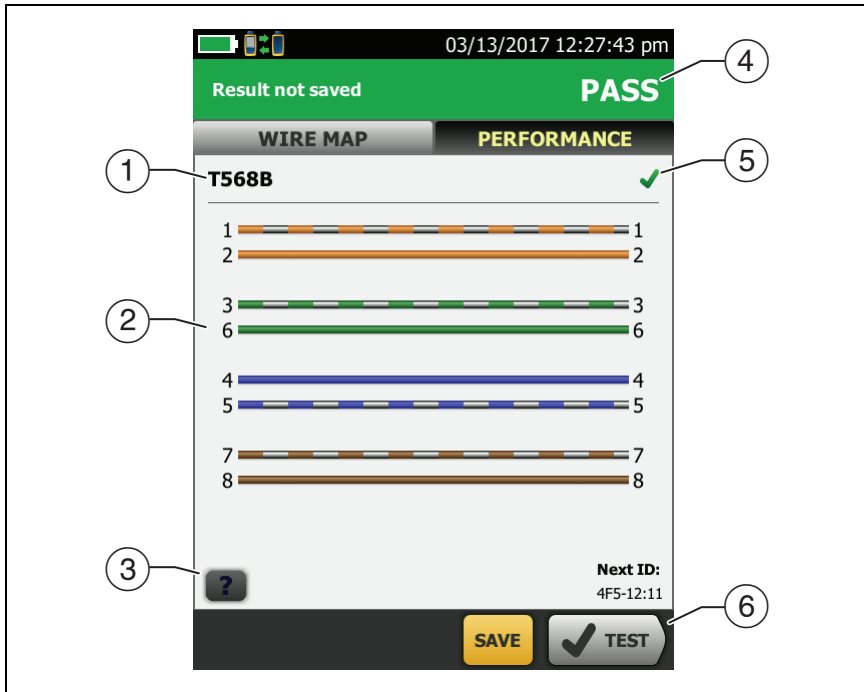 03/13/2017 12:27:43 pm
4
Result not saved PASS
WIRE MAP PERFORMANCE
5
1
T568B
1 1
2 2
3 3
2
6 6
4 4
5 5
7 7
8 8
3
?
Next ID:
4F5-12:11
6
SAVE TEST